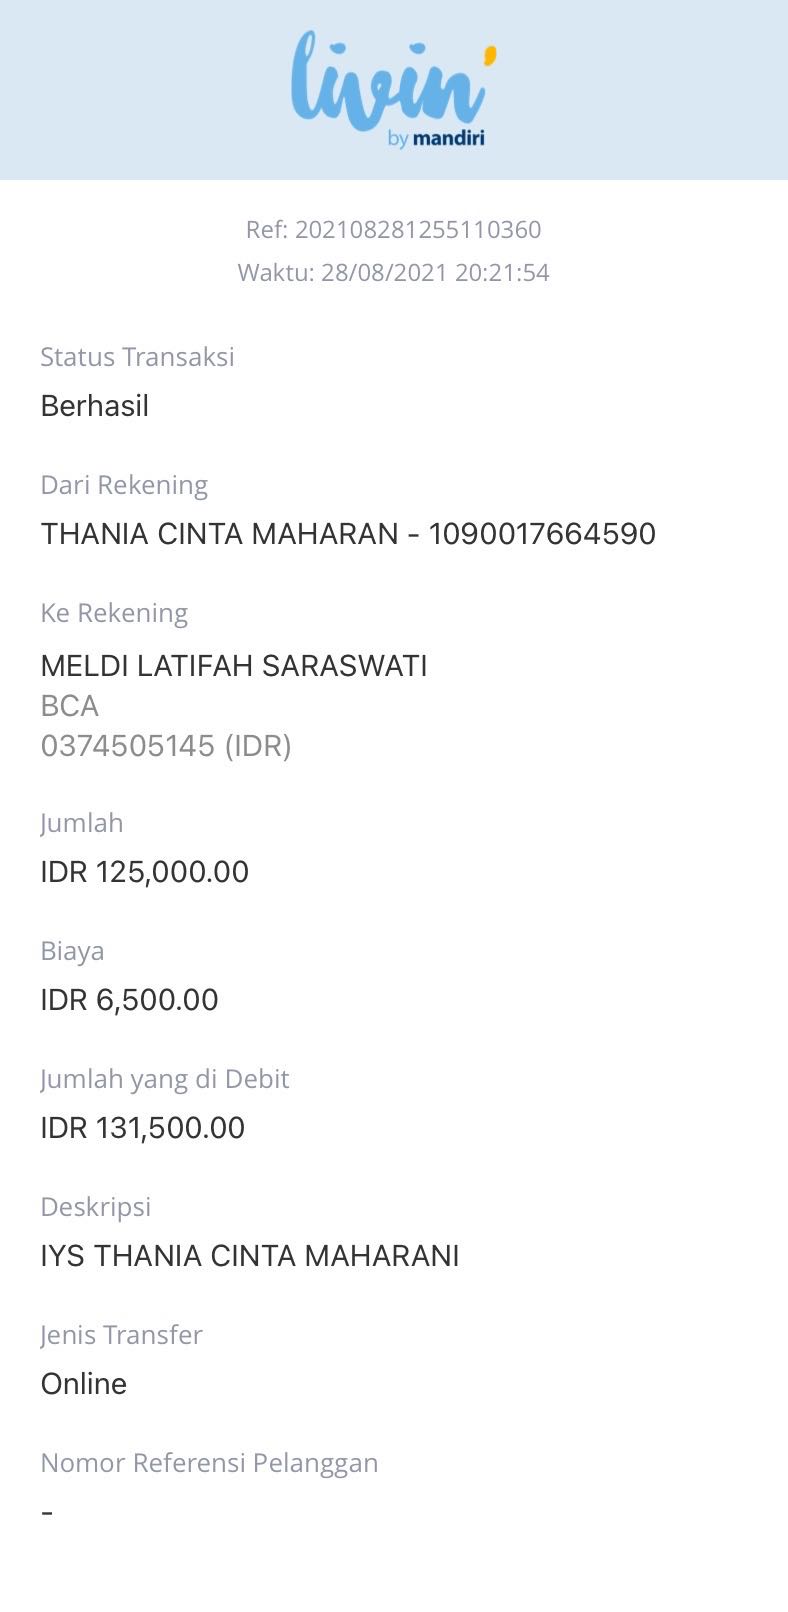 livin'
by mandiri
Ref: 202108281255110360
Waktu: 28/08/2021 20:21:54
Status Transaksi
Berhasil
Dari Rekening
THANIA CINTA MAHARAN - 1090017664590
Ke Rekening
MELDI LATIFAH SARASWATI
BCA
0374505145 (IDR)
Jumlah
IDR 125,000.00
Biaya
IDR 6,500.00
Jumlah yang di Debit
IDR 131,500.00
Deskripsi
IYS THANIA CINTA MAHARANI
Jenis Transfer
Online
Nomor Referensi Pelanggan
-